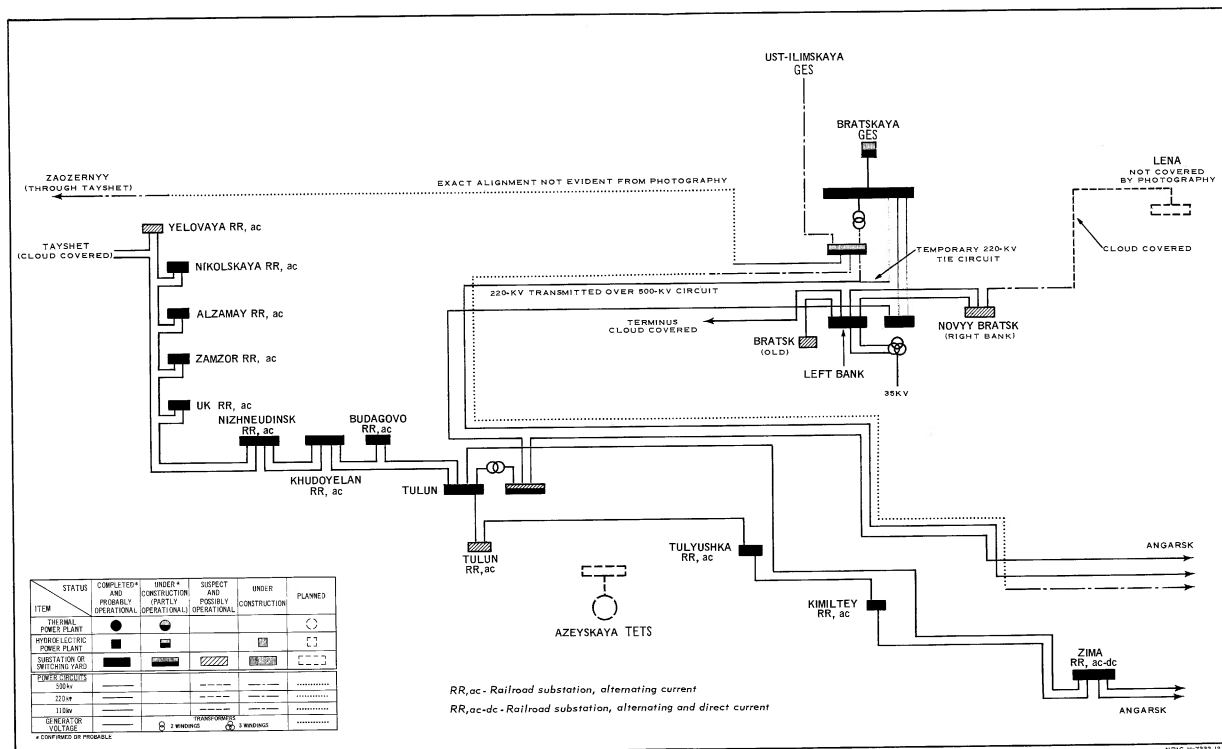 UST-ILIMSKAYA
GES
BRATSKAYA
GES
LENA
NOT COVERED
BY PHOTOGRAPHY
ZAOZERNYY
(THROUGH TAYSHET)
EXACT ALIGNMENT NOT EVIDENT FROM PHOTOGRAPHY
YELOVAYA RR, ac
TAYSHET
(CLOUD COVERED)
CLOUD COVERED
TEMPORARY 220-KV
TIE CIRCUIT
NIKOLSKAYA RR, ac
220-KV TRANSMITTED OVER 500-KV CIRCUIT
ALZAMAY RR, ac
TERMINUS
CLOUD COVERED
BRATSK
(OLD)
NOVYY BRATSK
(RIGHT BANK)
LEFT BANK
35KV
ZAMZOR RR, ac
UK RR, ac
NIZHNEUDINSK
RR, ac
BUDAGOVO
RR, ac
KHUDOYELAN
RR, ac
TULUN
TULUN
RR, ac
TULYUSHKA
RR, ac
ANGARSK
KIMILTEY
RR, ac
AZEYSKAYA TETS
ZIMA
RR, ac-dc
ANGARSK
STATUS
ITEM
COMPLETED*
AND
PROBABLY
OPERATIONAL
UNDER*
CONSTRUCTION
(PARTLY
OPERATIONAL)
SUSPECT
AND
POSSIBLY
OPERATIONAL
UNDER
CONSTRUCTION
PLANNED
THERMAL
POWER PLANT
HYDROELECTRIC
POWER PLANT
SUBSTATION OR
SWITCHING YARD
POWER CIRCUITS
500kv
220kv
110kv
GENERATOR
VOLTAGE
TRANSFORMERS
2 WINDINGS
3 WINDINGS
* CONFIRMED OR PROBABLE
RR,ac - Railroad substation, alternating current
RR,ac-dc - Railroad substation, alternating and direct current